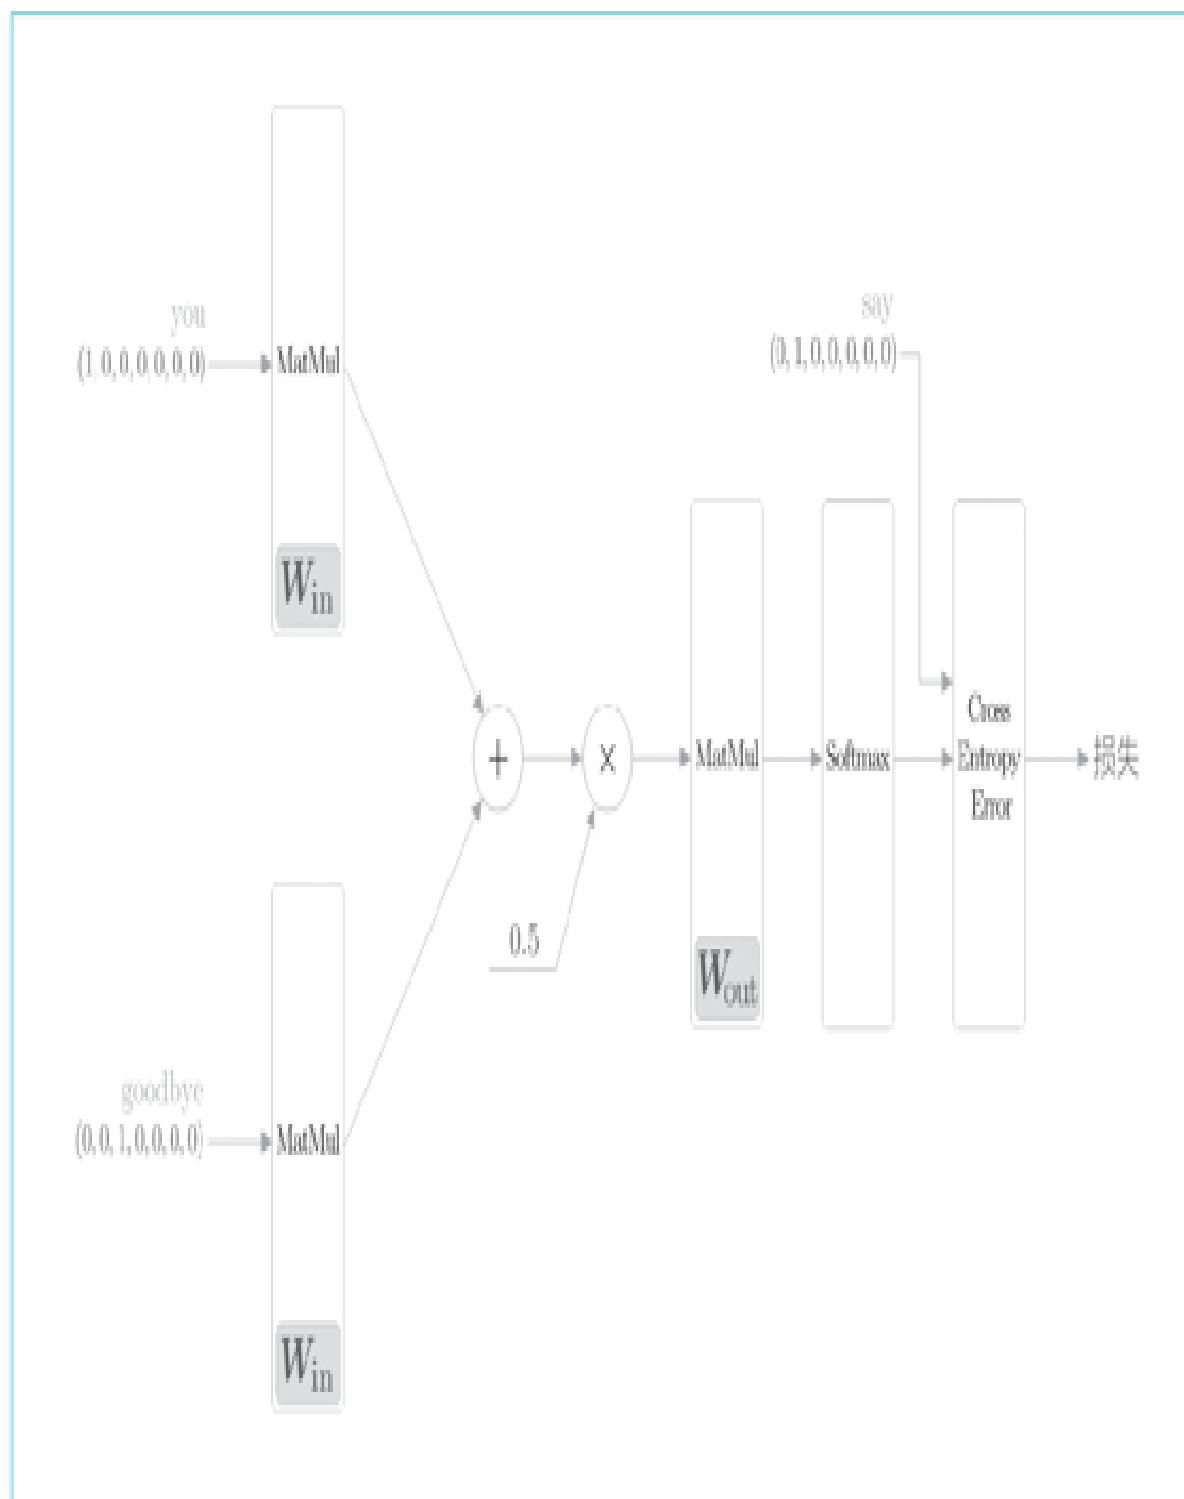 you
(1, 0, 0, 0, 0, 0, 0)
MatMul
W_in
say
(0, 1, 0, 0, 0, 0, 0)
+
×
MatMul
Softmax
Cross
Entropy
Error
损失
0.5
W_out
goodbye
(0, 0, 1, 0, 0, 0, 0)
MatMul
W_in